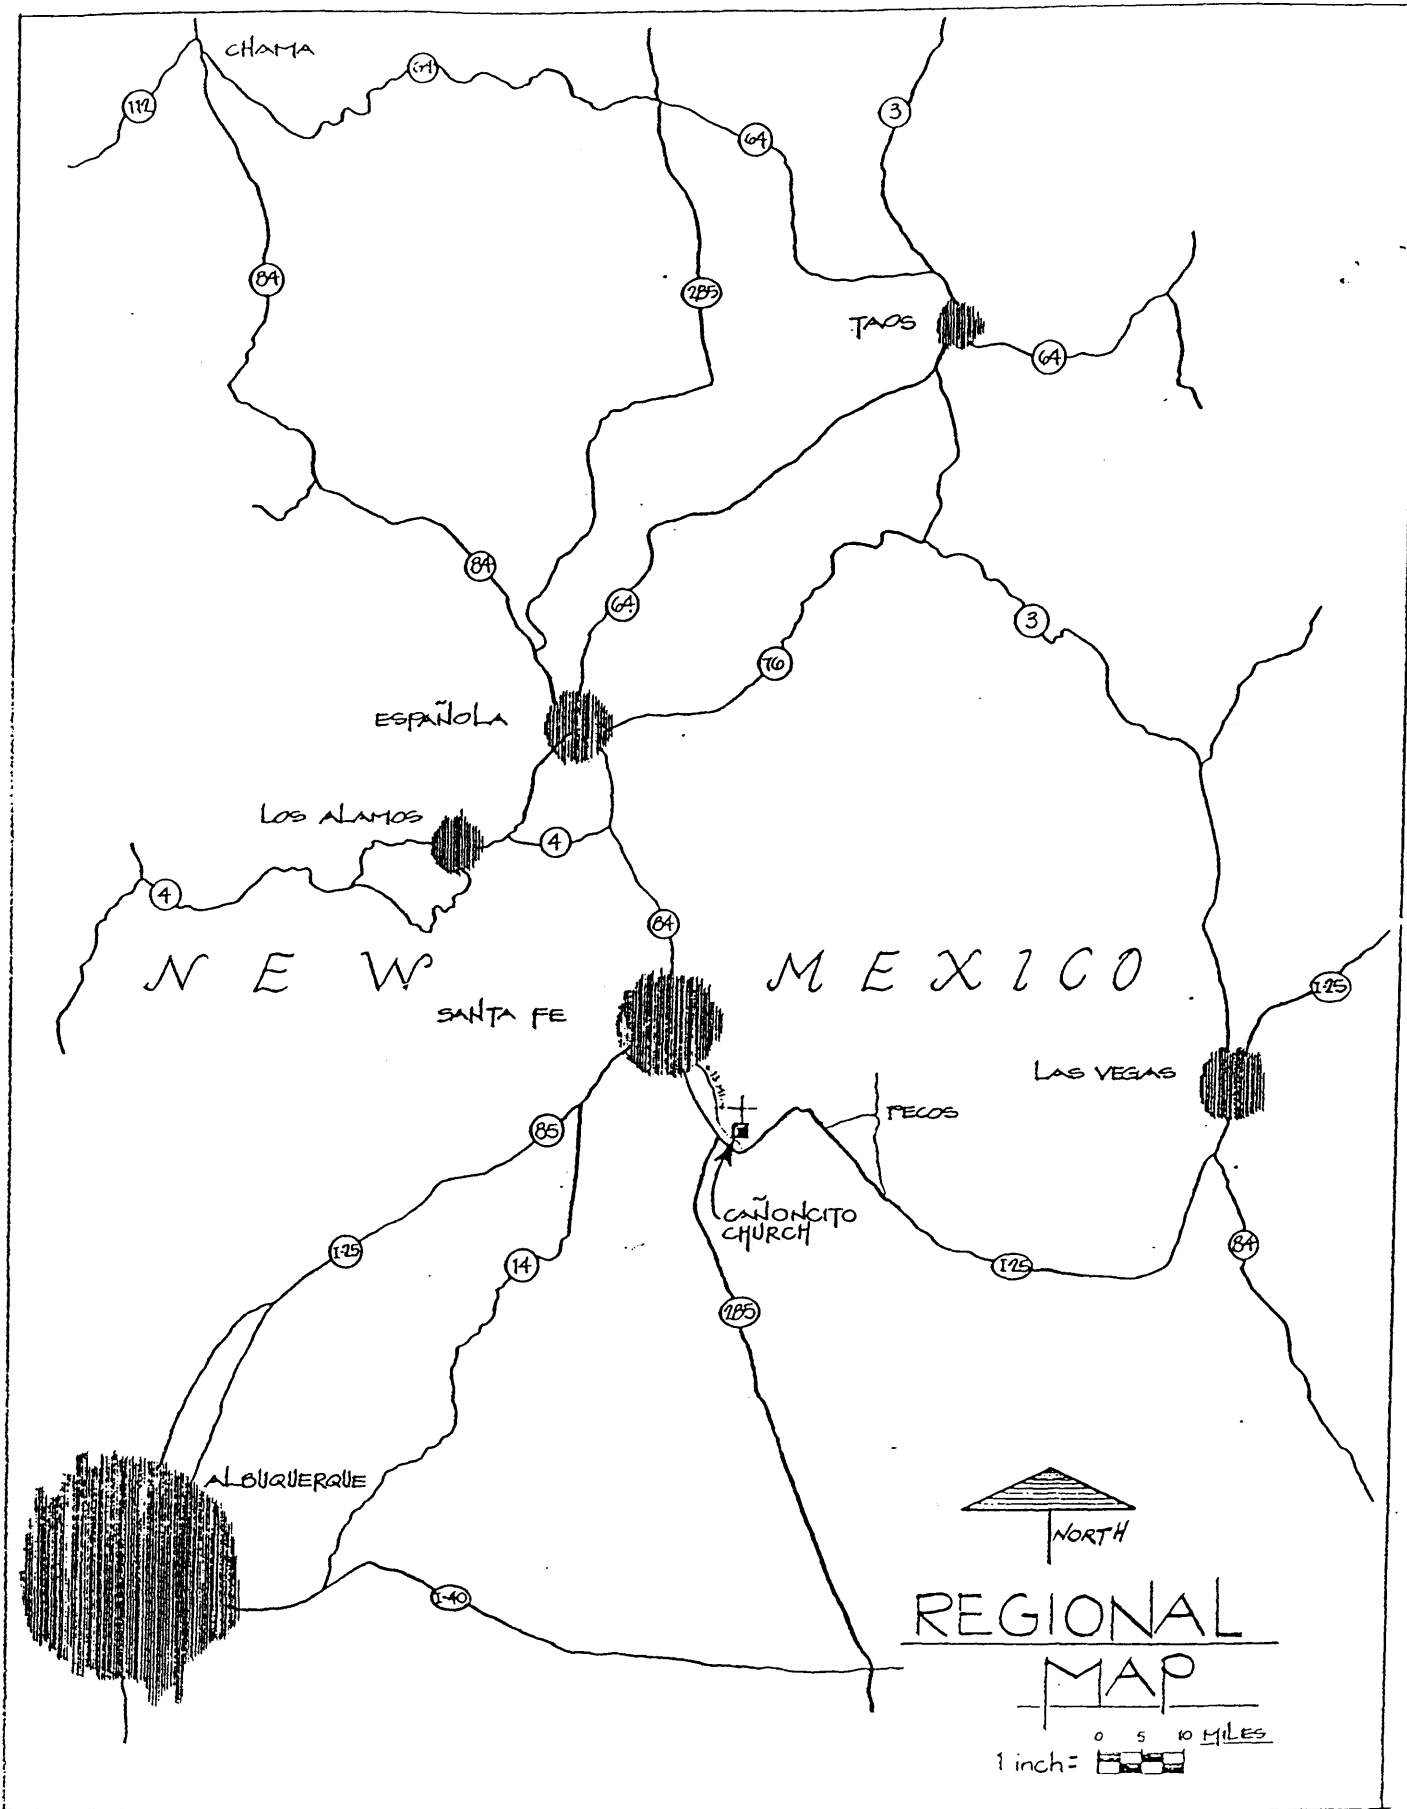 CHAMA
64
112
3
64
84
285
TAOS
64
84
64
3
76
ESPAÑOLA
LOS ALAMOS
4
4
84
NEW MEXICO
I-25
SANTA FE
LAS VEGAS
13 MI.
PECOS
85
CAÑONCITO
CHURCH
84
I-25
14
I-25
285
ALBUQUERQUE
NORTH
I-40
REGIONAL
MAP
0 5 10 MILES
1 inch =